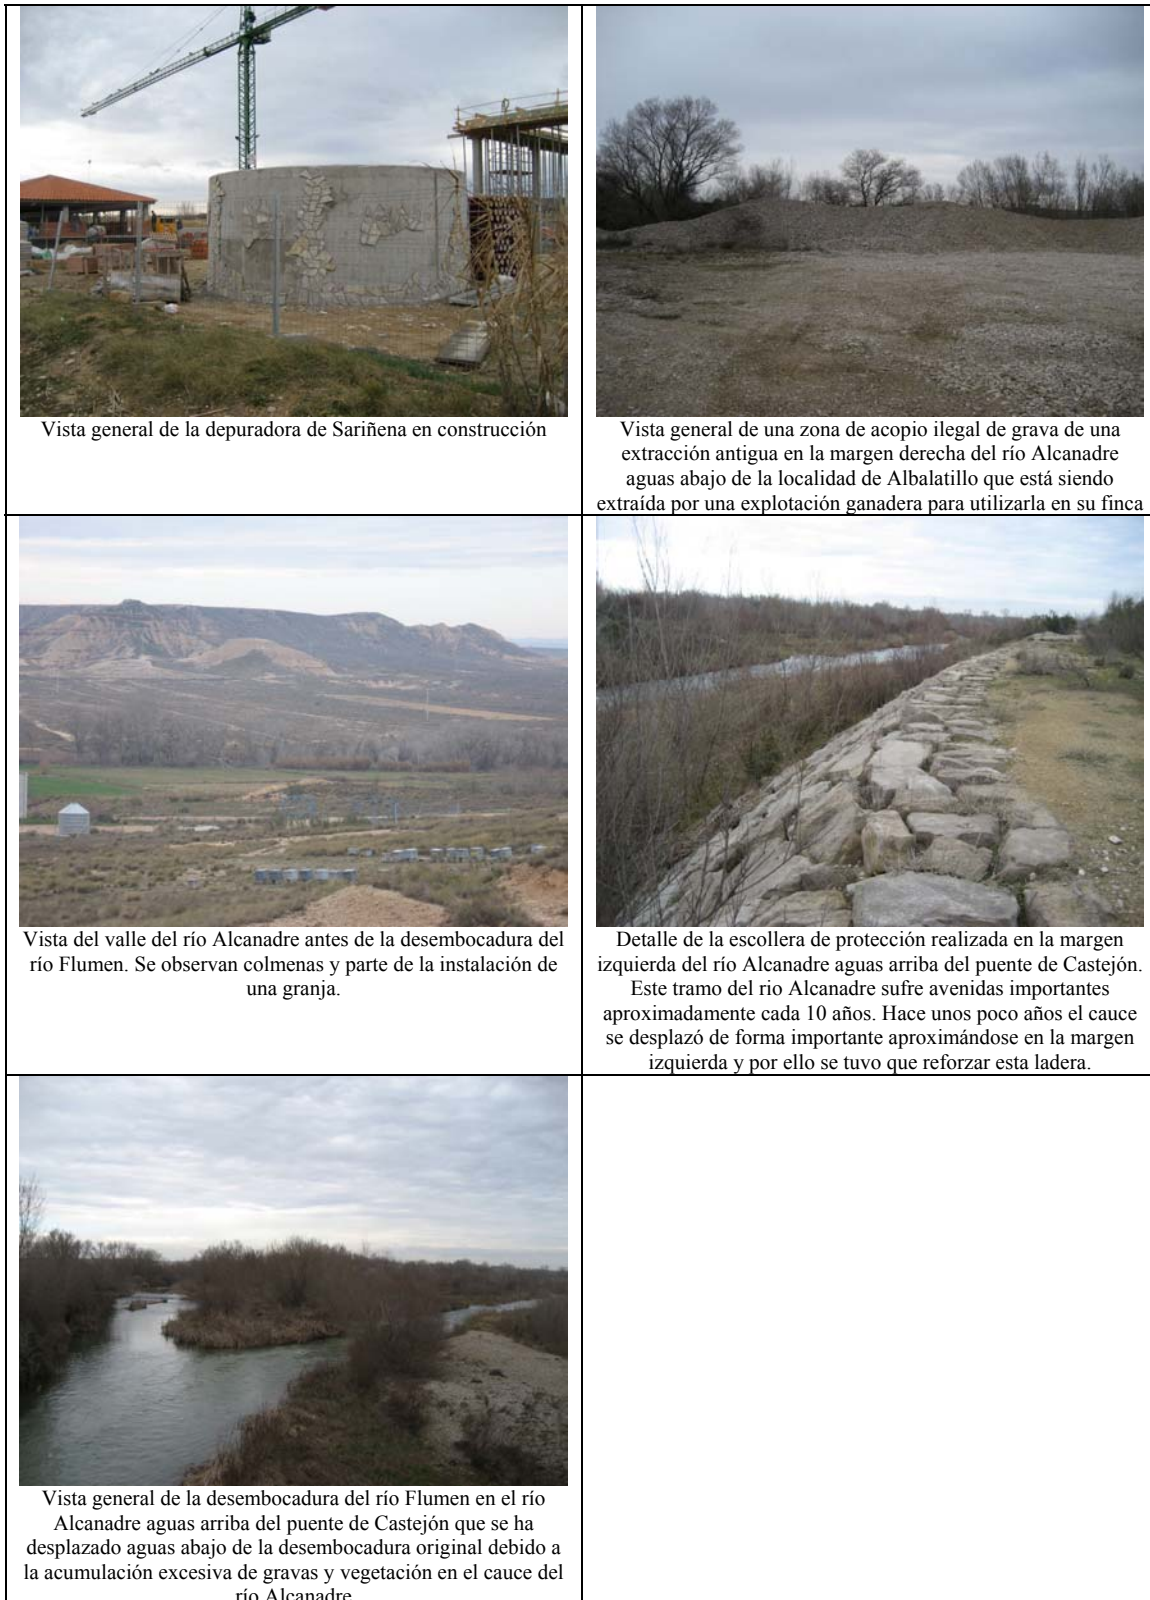 Vista general de la depuradora de Sariñena en construcción
Vista general de una zona de acopio ilegal de grava de una
extracción antigua en la margen derecha del río Alcanadre
aguas abajo de la localidad de Albalatillo que está siendo
extraída por una explotación ganadera para utilizarla en su finca
Vista del valle del río Alcanadre antes de la desembocadura del
río Flumen. Se observan colmenas y parte de la instalación de
una granja.
Detalle de la escollera de protección realizada en la margen
izquierda del río Alcanadre aguas arriba del puente de Castejón.
Este tramo del rio Alcanadre sufre avenidas importantes
aproximadamente cada 10 años. Hace unos poco años el cauce
se desplazó de forma importante aproximándose en la margen
izquierda y por ello se tuvo que reforzar esta ladera.
Vista general de la desembocadura del río Flumen en el río
Alcanadre aguas arriba del puente de Castejón que se ha
desplazado aguas abajo de la desembocadura original debido a
la acumulación excesiva de gravas y vegetación en el cauce del
río Alcanadre